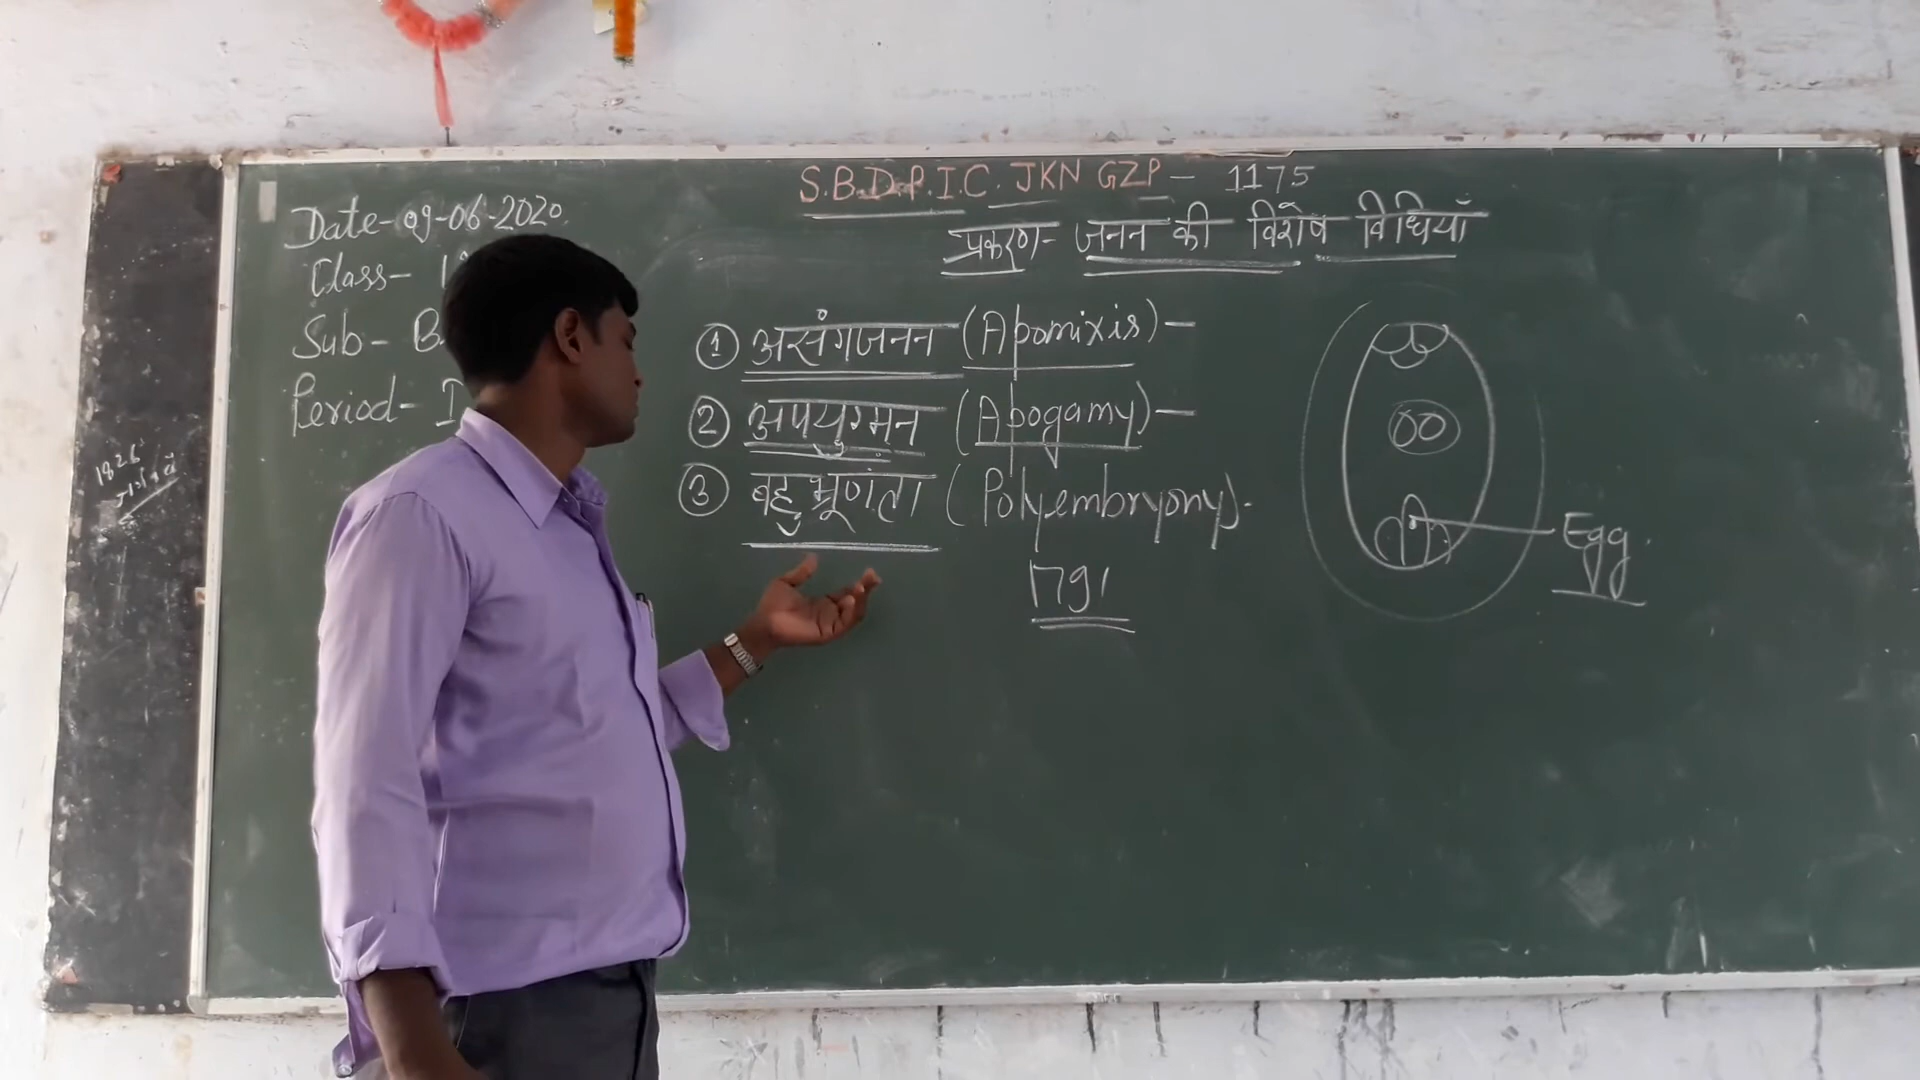 S.B.D.P.I.C. JKN GZP - 1175
Date - 09-06-2020
प्रकरण - जनन की विशेष विधियाँ
Class -
Sub - B
Period - I
① असंगजनन (Apomixis) -
② अपयुग्मन (Apogamy) -
③ बहुभ्रूणता (Polyembryony) -
Egg
1791
1826